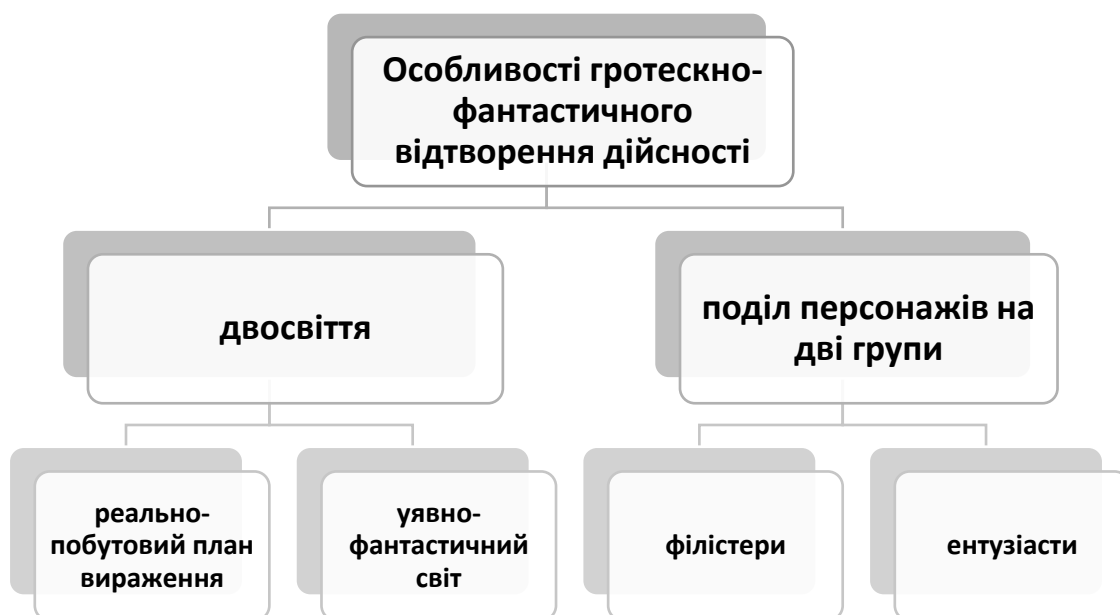 Особливості гротескно-
фантастичного
відтворення дійсності
двосвіття
поділ персонажів на
дві групи
реально-
побутовий план
вираження
уявно-
фантастичний
світ
філістери
ентузіасти